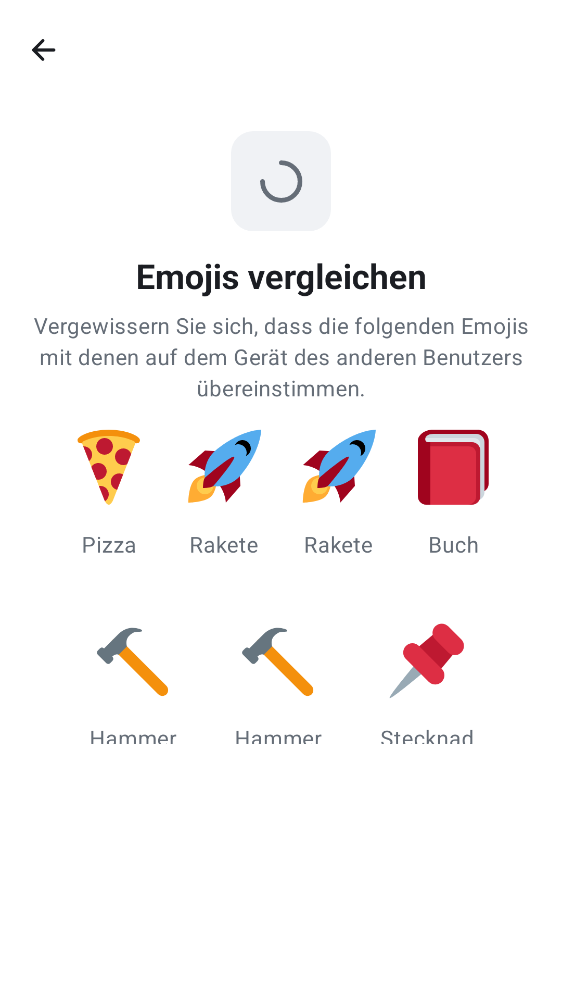 Emojis vergleichen
Vergewissern Sie sich, dass die folgenden Emojis
mit denen auf dem Gerät des anderen Benutzers
übereinstimmen.
Pizza Rakete Rakete Buch
Hammer Hammer Stecknad